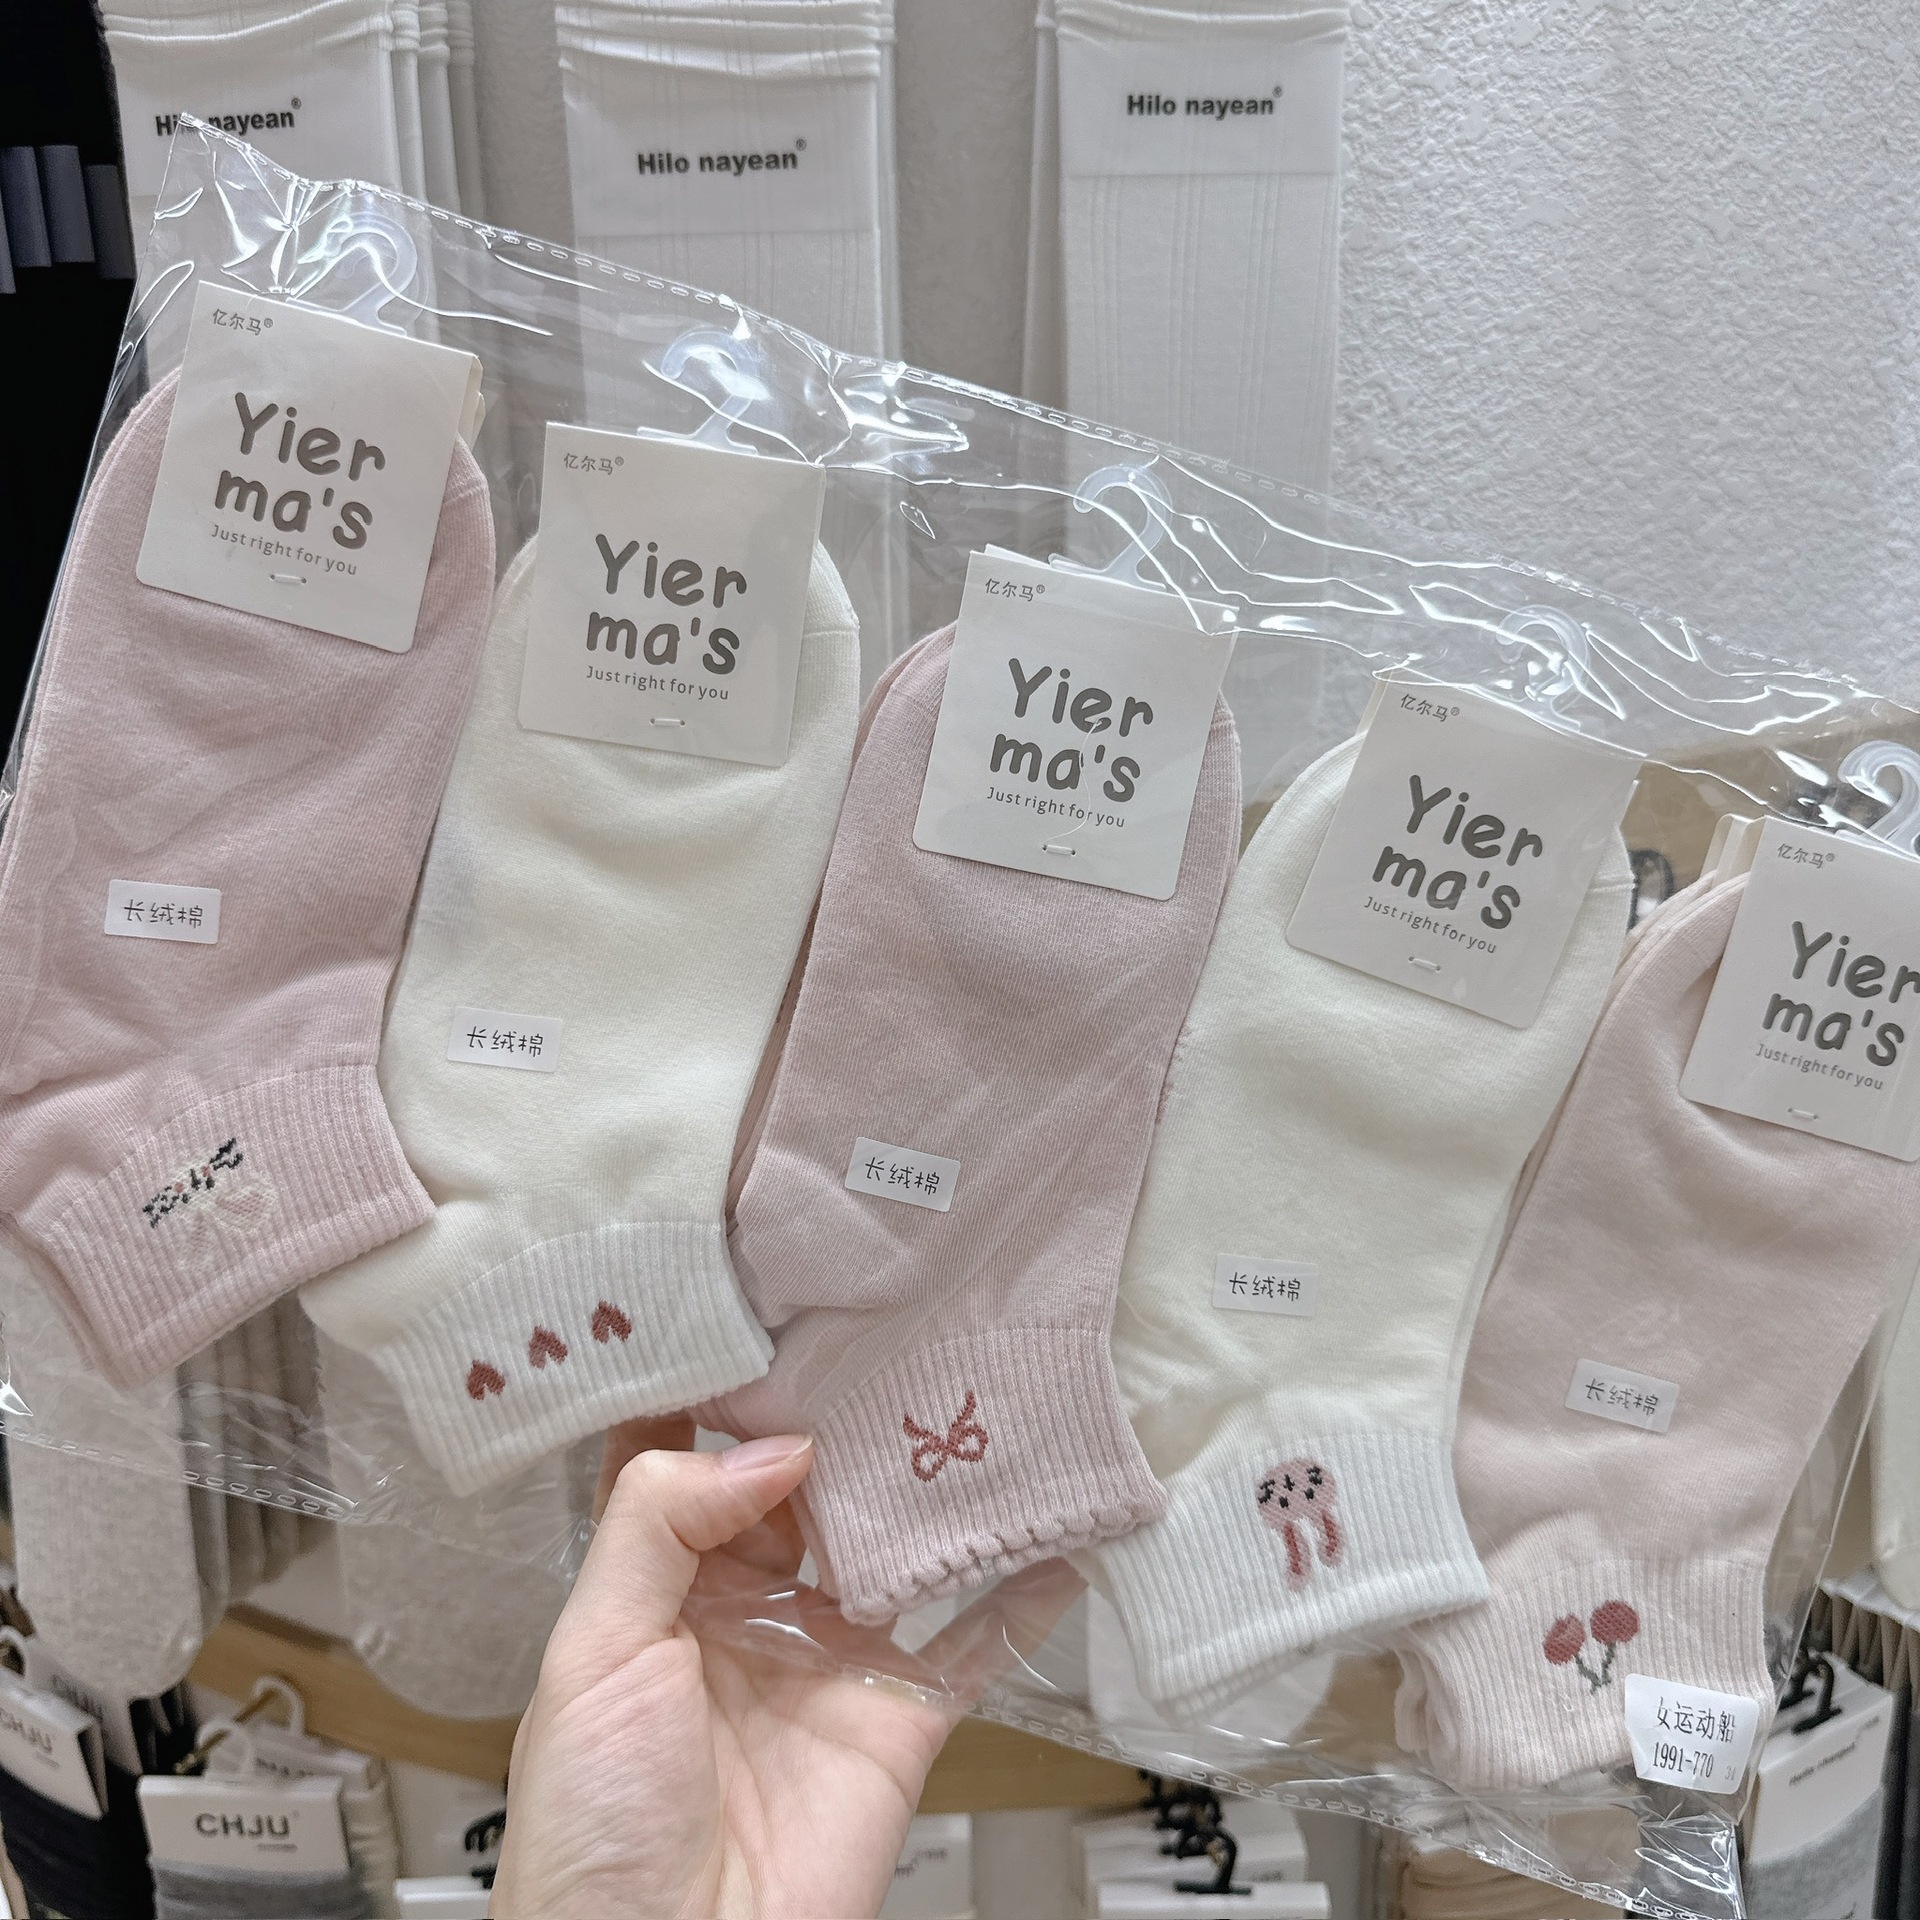 Hilo nayean®
Hilo nayean®
Hilo nayean®
亿尔马®
Yier
ma's
Just right for you
长绒棉
亿尔马®
Yier
ma's
Just right for you
长绒棉
亿尔马®
Yier
ma's
Just right for you
长绒棉
亿尔马®
Yier
ma's
Just right for you
长绒棉
亿尔马®
Yier
ma's
Just right for you
长绒棉
女运动船
1991-770
CHJU
CHJU